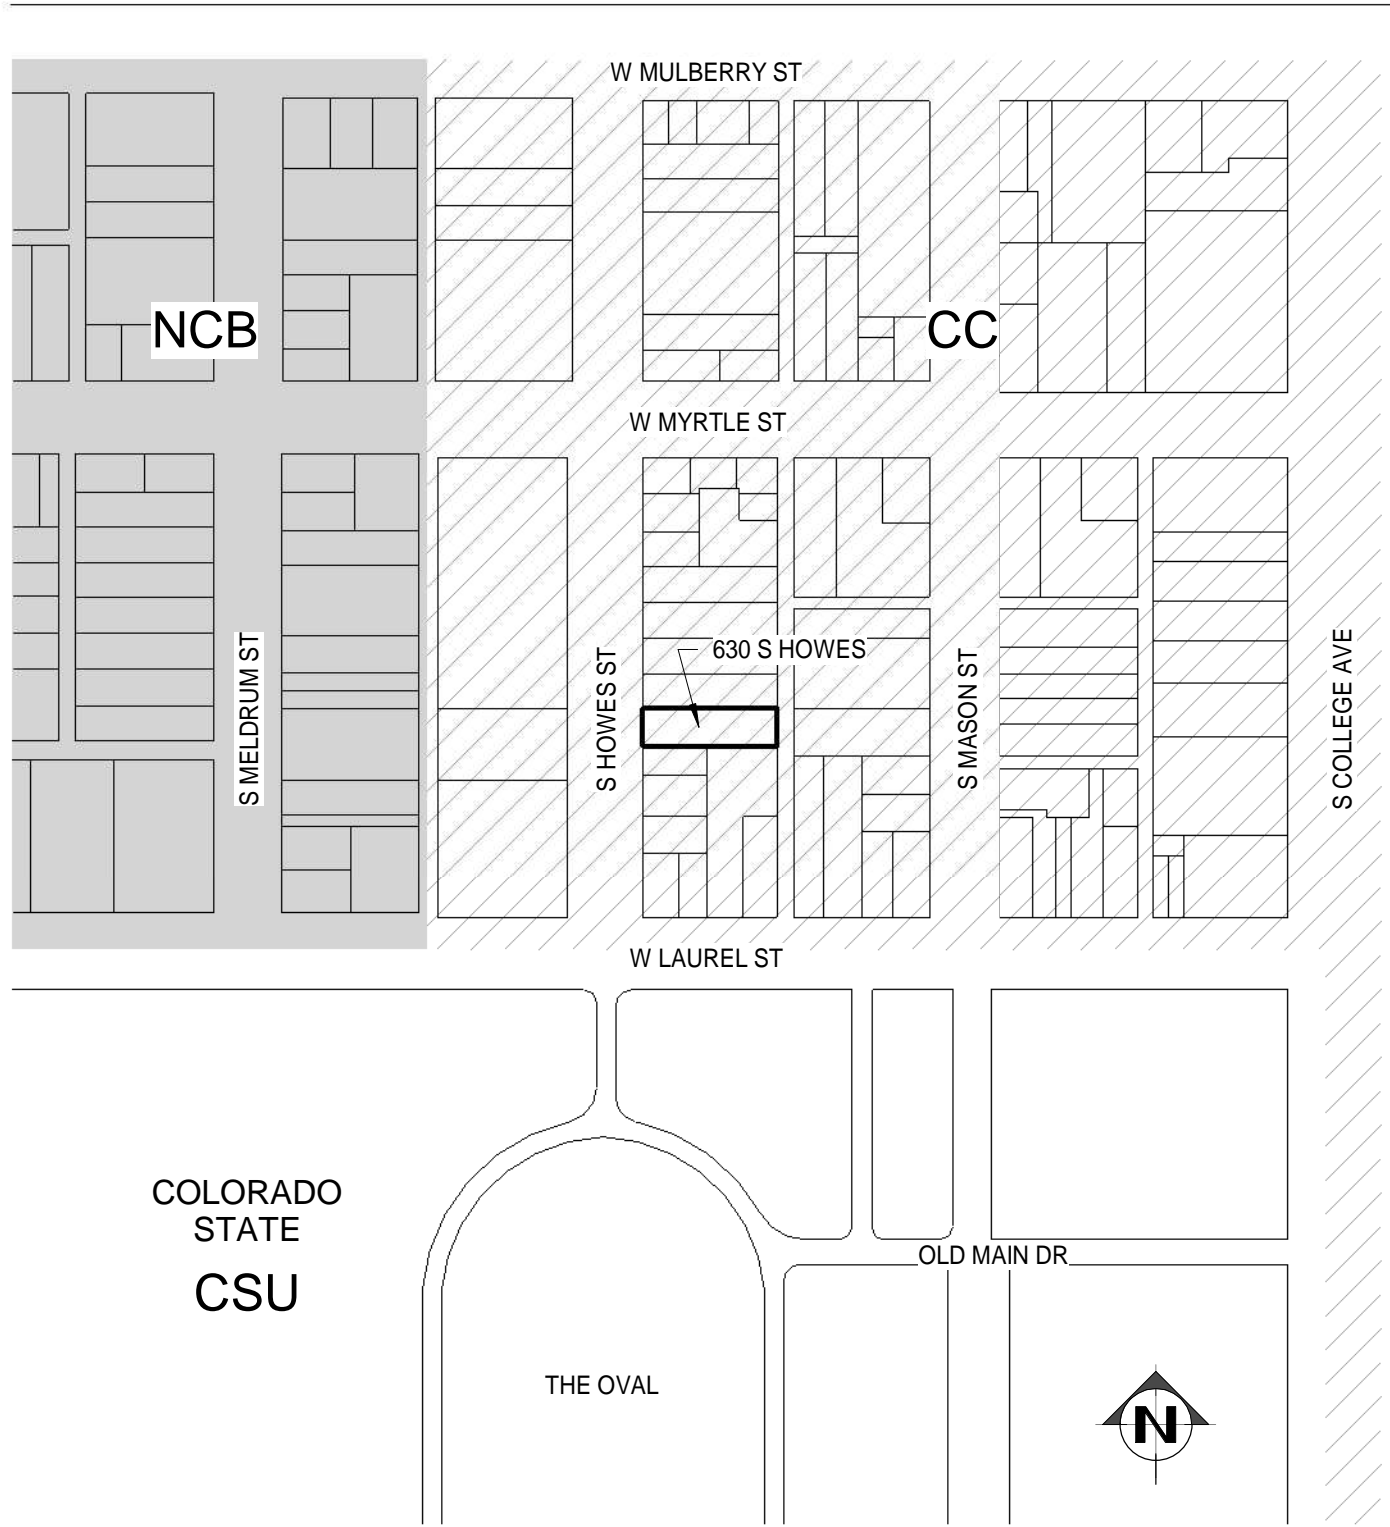 W MULBERRY ST
NCB
CC
W MYRTLE ST
S MELDRUM ST
S HOWES ST
630 S HOWES
S MASON ST
S COLLEGE AVE
W LAUREL ST
COLORADO
STATE
CSU
OLD MAIN DR
THE OVAL
N